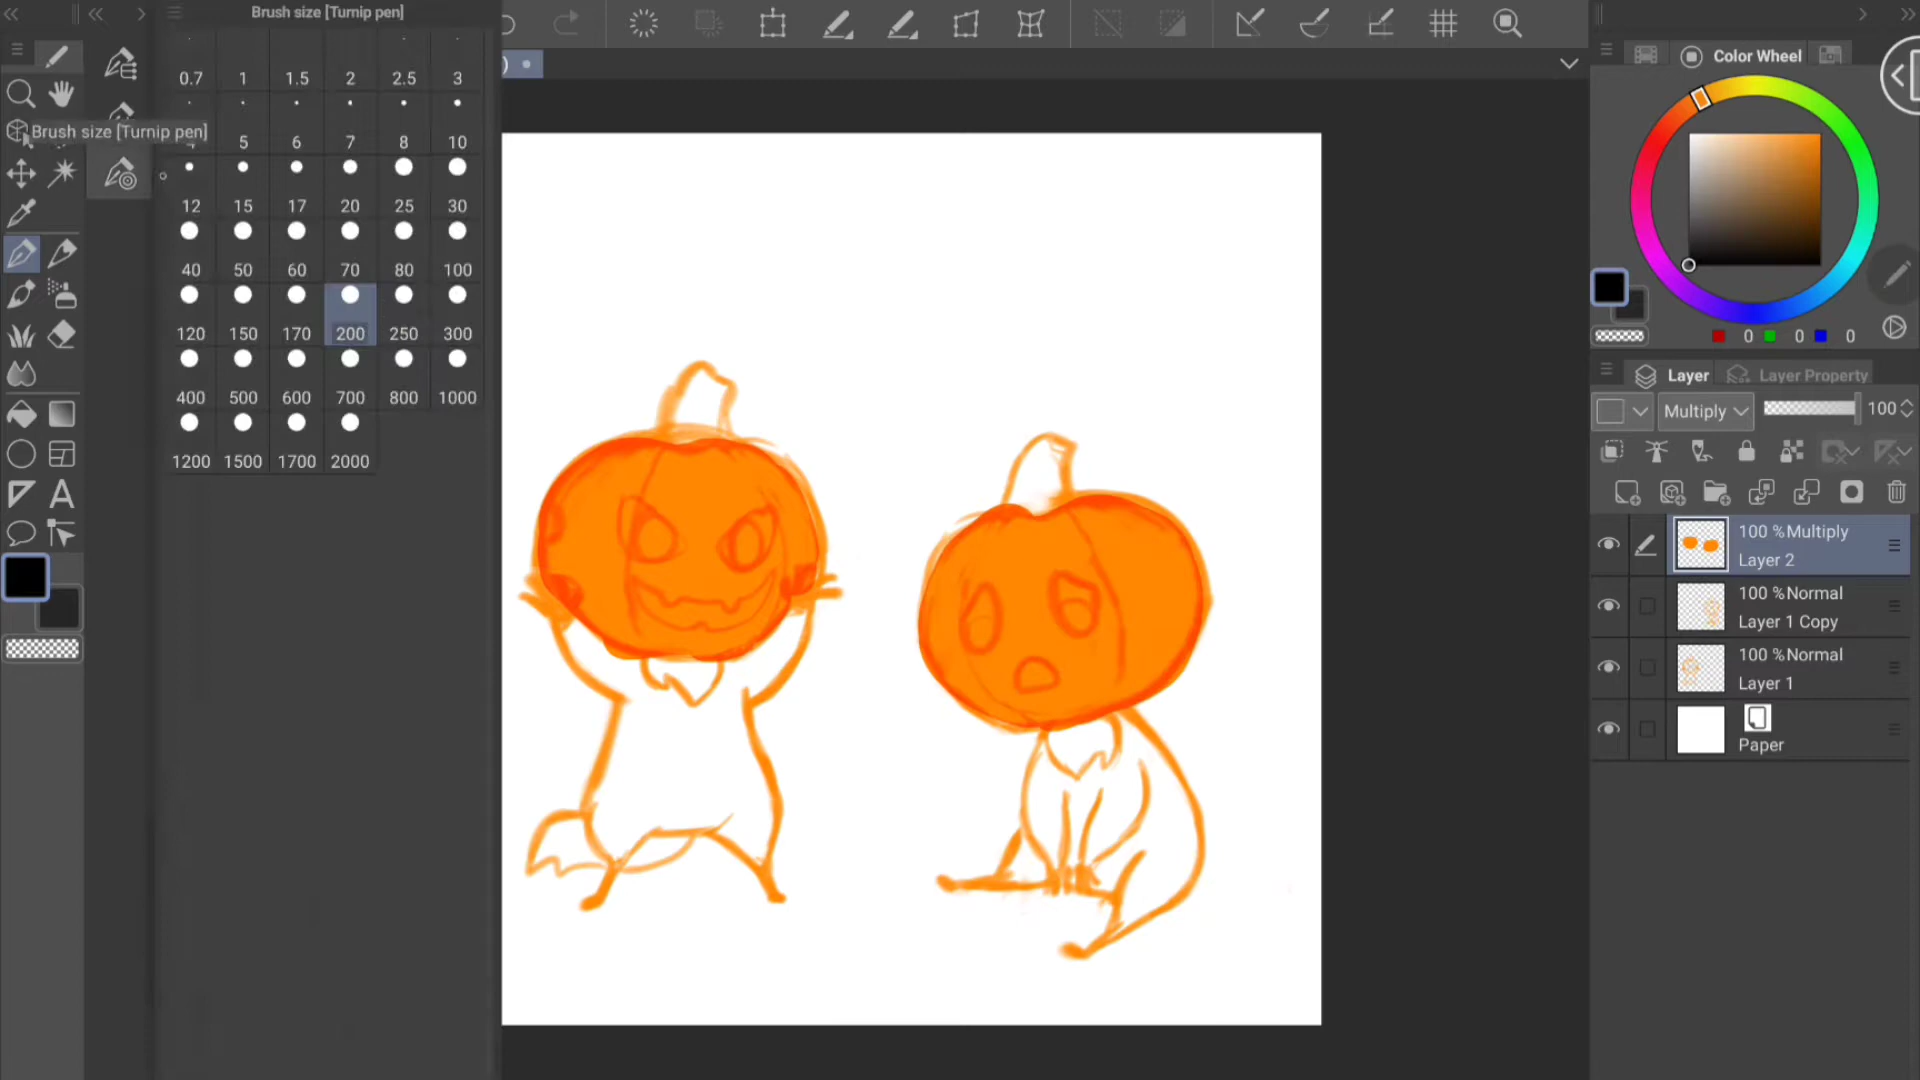 Brush size [Turnip pen]
0.7 1 1.5 2 2.5 3
5 6 7 8 10
Brush size [Turnip pen]
12 15 17 20 25 30
40 50 60 70 80 100
120 150 170 200 250 300
400 500 600 700 800 1000
1200 1500 1700 2000
A
Color Wheel
0 0 0
Layer Layer Property
Multiply 100
100 %Multiply
Layer 2
100 %Normal
Layer 1 Copy
100 %Normal
Layer 1
Paper